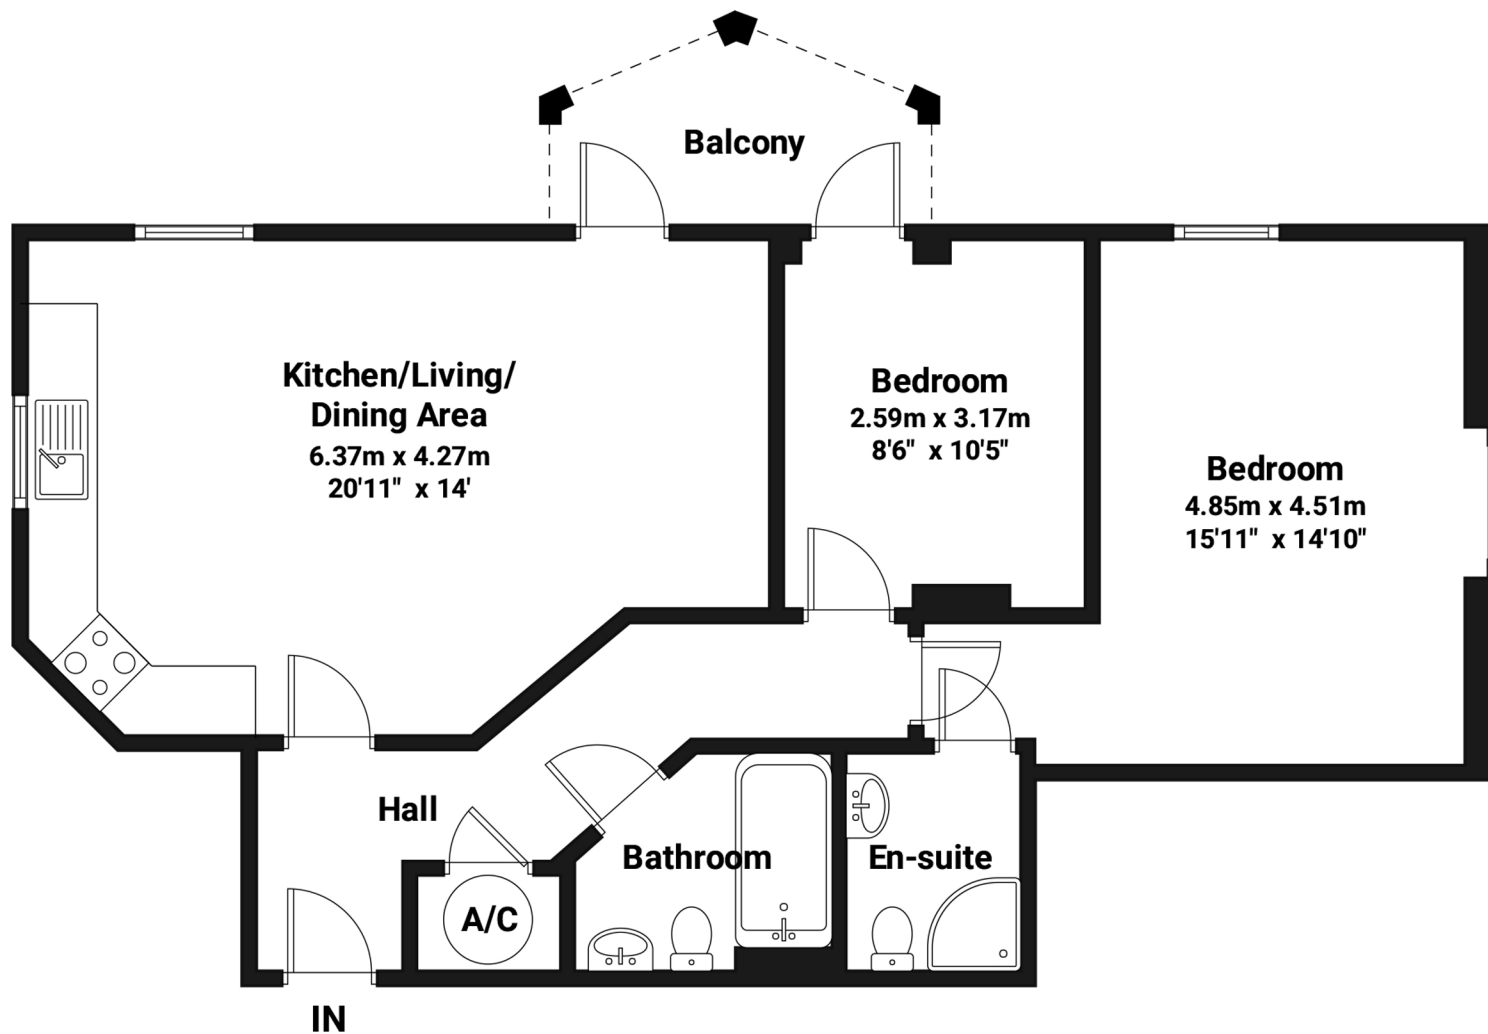 Balcony
Kitchen/Living/
Dining Area
6.37m x 4.27m
20'11" x 14'
Bedroom
2.59m x 3.17m
8'6" x 10'5"
Bedroom
4.85m x 4.51m
15'11" x 14'10"
Hall
Bathroom
En-suite
A/C
IN